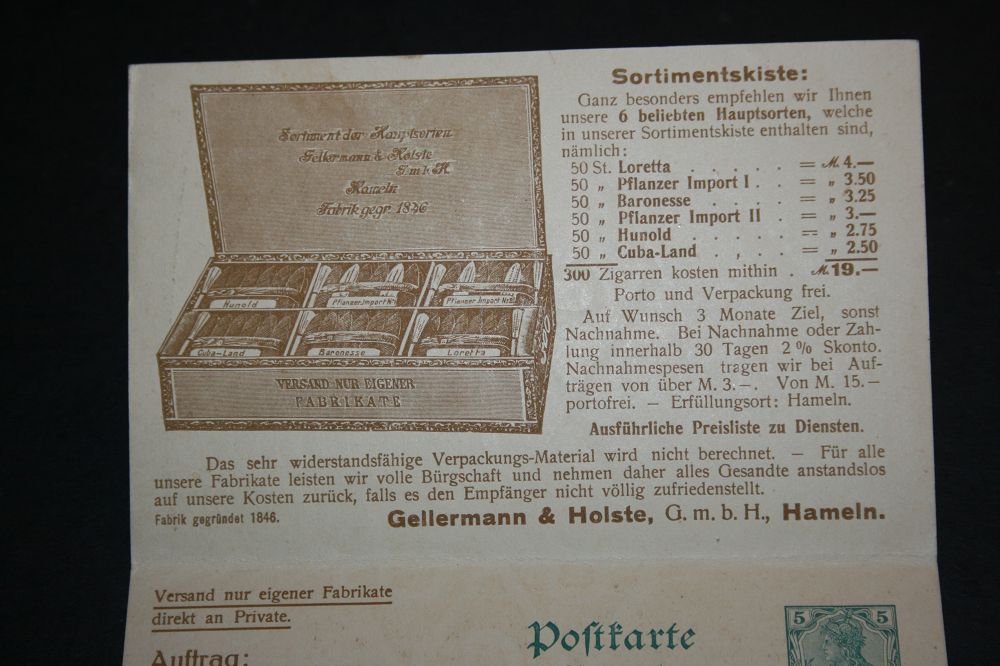 Sortiment der Hauptsorten
Gellermann & Holste
G.m.b.H.
Hameln
Fabrik gegr. 1846
Hunold
Pflanzer Import № I
Pflanzer Import № II
Cuba-Land
Baronesse
Loretta
VERSAND NUR EIGENER
FABRIKATE
Sortimentskiste:
Ganz besonders empfehlen wir Ihnen
unsere 6 beliebten Hauptsorten, welche
in unserer Sortimentskiste enthalten sind,
nämlich:
50 St. Loretta . . . . . = M. 4.—
50 „ Pflanzer Import I . . = „ 3.50
50 „ Baronesse . . . . = „ 3.25
50 „ Pflanzer Import II . = „ 3.—
50 „ Hunold . . . . . = „ 2.75
50 „ Cuba-Land . . . = „ 2.50
300 Zigarren kosten mithin . M. 19.—
Porto und Verpackung frei.
Auf Wunsch 3 Monate Ziel, sonst
Nachnahme. Bei Nachnahme oder Zah-
lung innerhalb 30 Tagen 2% Skonto.
Nachnahmespesen tragen wir bei Auf-
trägen von über M. 3.–. Von M. 15.–
portofrei. – Erfüllungsort: Hameln.
Ausführliche Preisliste zu Diensten.
Das sehr widerstandsfähige Verpackungs-Material wird nicht berechnet. – Für alle
unsere Fabrikate leisten wir volle Bürgschaft und nehmen daher alles Gesandte anstandslos
auf unsere Kosten zurück, falls es den Empfänger nicht völlig zufriedenstellt.
Fabrik gegründet 1846.
Gellermann & Holste, G. m. b. H., Hameln.
Versand nur eigener Fabrikate
direkt an Private.
Auftrag:
Postkarte
5 5